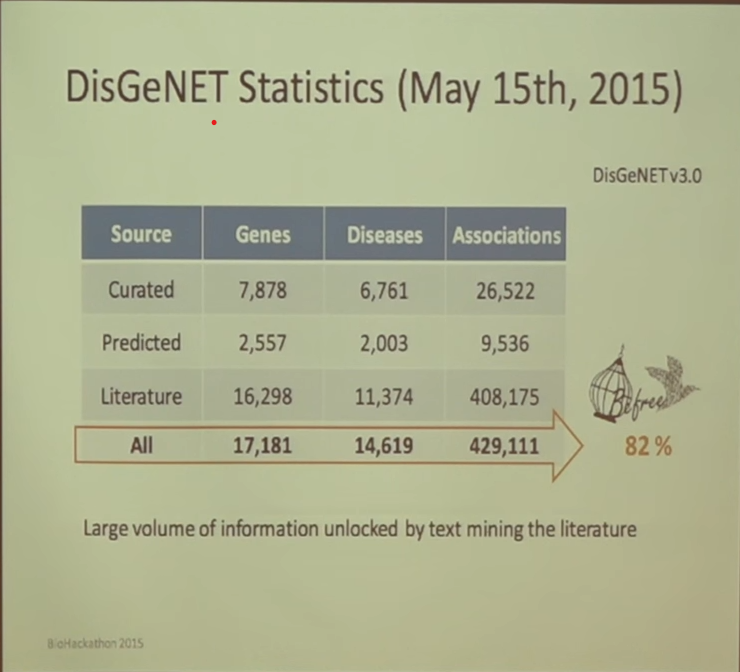 DisGeNET Statistics (May 15th, 2015)
DisGeNET v3.0
Source Genes Diseases Associations
Curated 7,878 6,761 26,522
Predicted 2,557 2,003 9,536
Literature 16,298 11,374 408,175
Befree
All 17,181 14,619 429,111 82 %
Large volume of information unlocked by text mining the literature
BioHackathon 2015